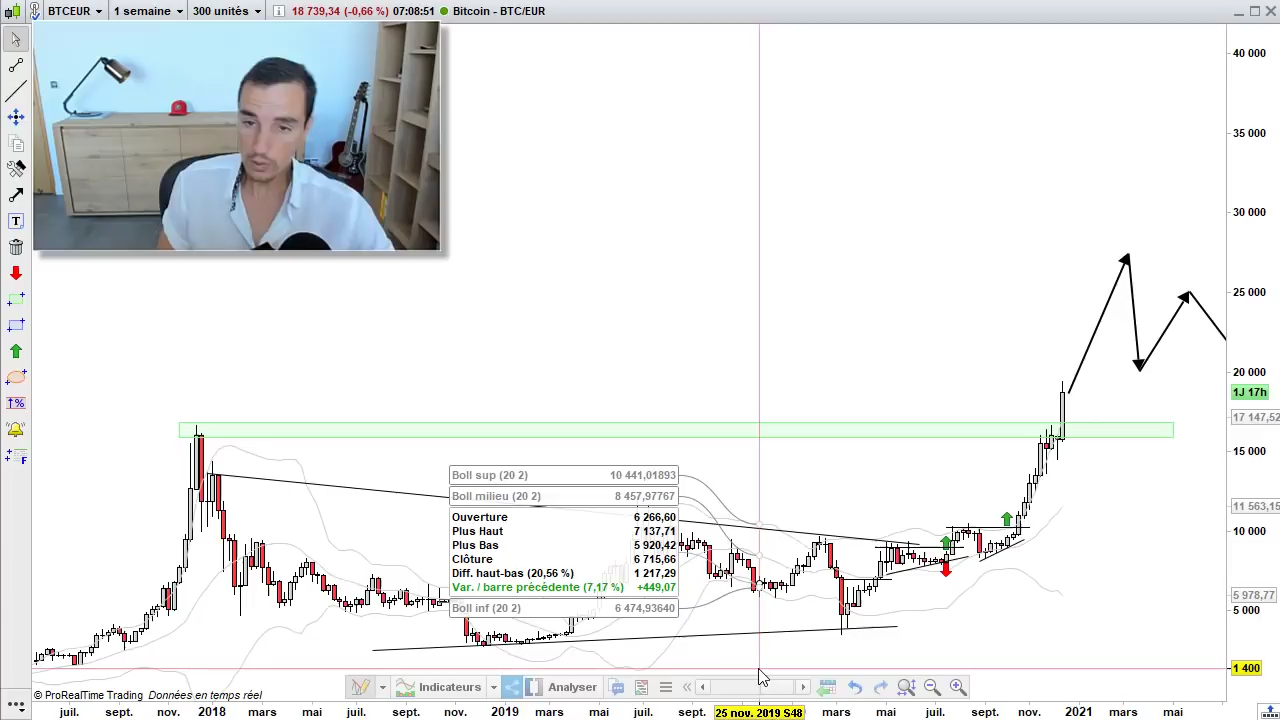 BTCEUR 1 semaine 300 unités 18 739,34 (-0,66 %) 07:08:51 Bitcoin - BTC/EUR
40 000
35 000
30 000
25 000
20 000
1J 17h
17 147,52
15 000
11 563,15
10 000
5 978,77
5 000
1 400
Boll sup (20 2) 10 441,01893
Boll milieu (20 2) 8 457,97767
Ouverture 6 266,60
Plus Haut 7 137,71
Plus Bas 5 920,42
Clôture 6 715,66
Diff. haut-bas (20,56 %) 1 217,29
Var. / barre précédente (7,17 %) +449,07
Boll inf (20 2) 6 474,93640
Indicateurs Analyser
© ProRealTime Trading Données en temps réel
juil. sept. nov. 2018 mars mai juil. sept. nov. 2019 mars mai juil. sept. 25 nov. 2019 S48 mars mai juil. sept. nov. 2021 mars mai